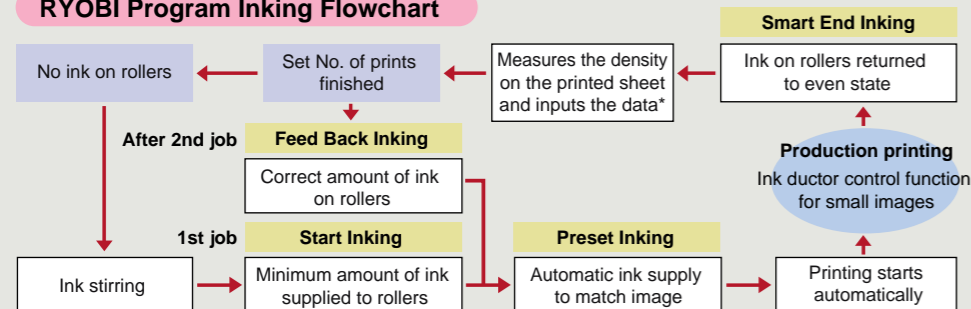 RYOBI Program Inking Flowchart
Smart End Inking
No ink on rollers
Set No. of prints
finished
Measures the density
on the printed sheet
and inputs the data*
Ink on rollers returned
to even state
After 2nd job
Feed Back Inking
Correct amount of ink
on rollers
Production printing
Ink ductor control function
for small images
1st job
Start Inking
Preset Inking
Ink stirring
Minimum amount of ink
supplied to rollers
Automatic ink supply
to match image
Printing starts
automatically